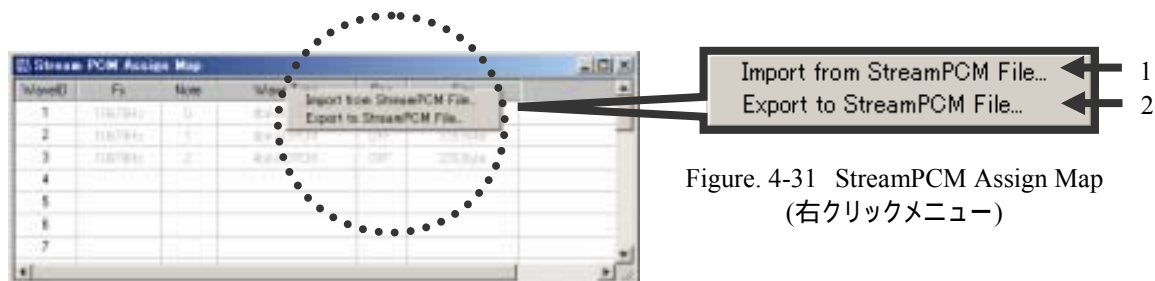 Stream PCM Assign Map
WaveID Fs Note
Import from StreamPCM File...
Export to StreamPCM File...
1
2
3
4
5
6
7
Import from StreamPCM File... 1
Export to StreamPCM File... 2
Figure. 4-31 StreamPCM Assign Map
(右クリックメニュー)